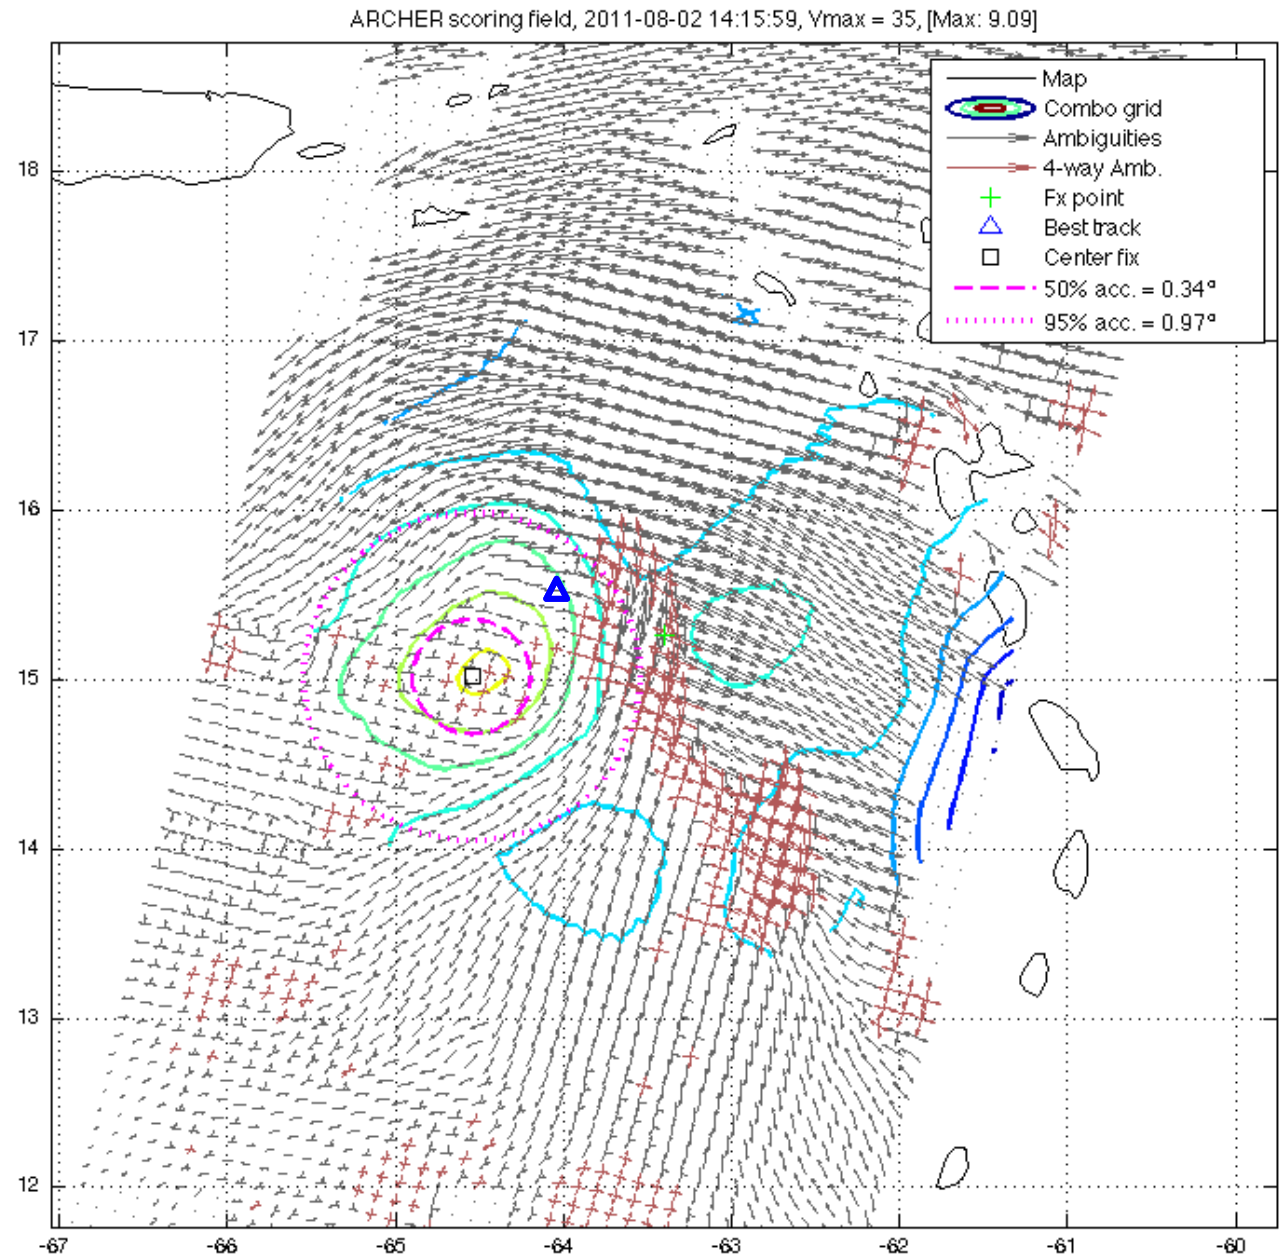 ARCHER scoring field, 2011-08-02 14:15:59, Vmax = 35, [Max: 9.09]
Map
Combo grid
Ambiguities
4-way Amb.
Fx point
Best track
Center fix
50% acc. = 0.34°
95% acc. = 0.97°
18
17
16
15
14
13
12
-67 -66 -65 -64 -63 -62 -61 -60